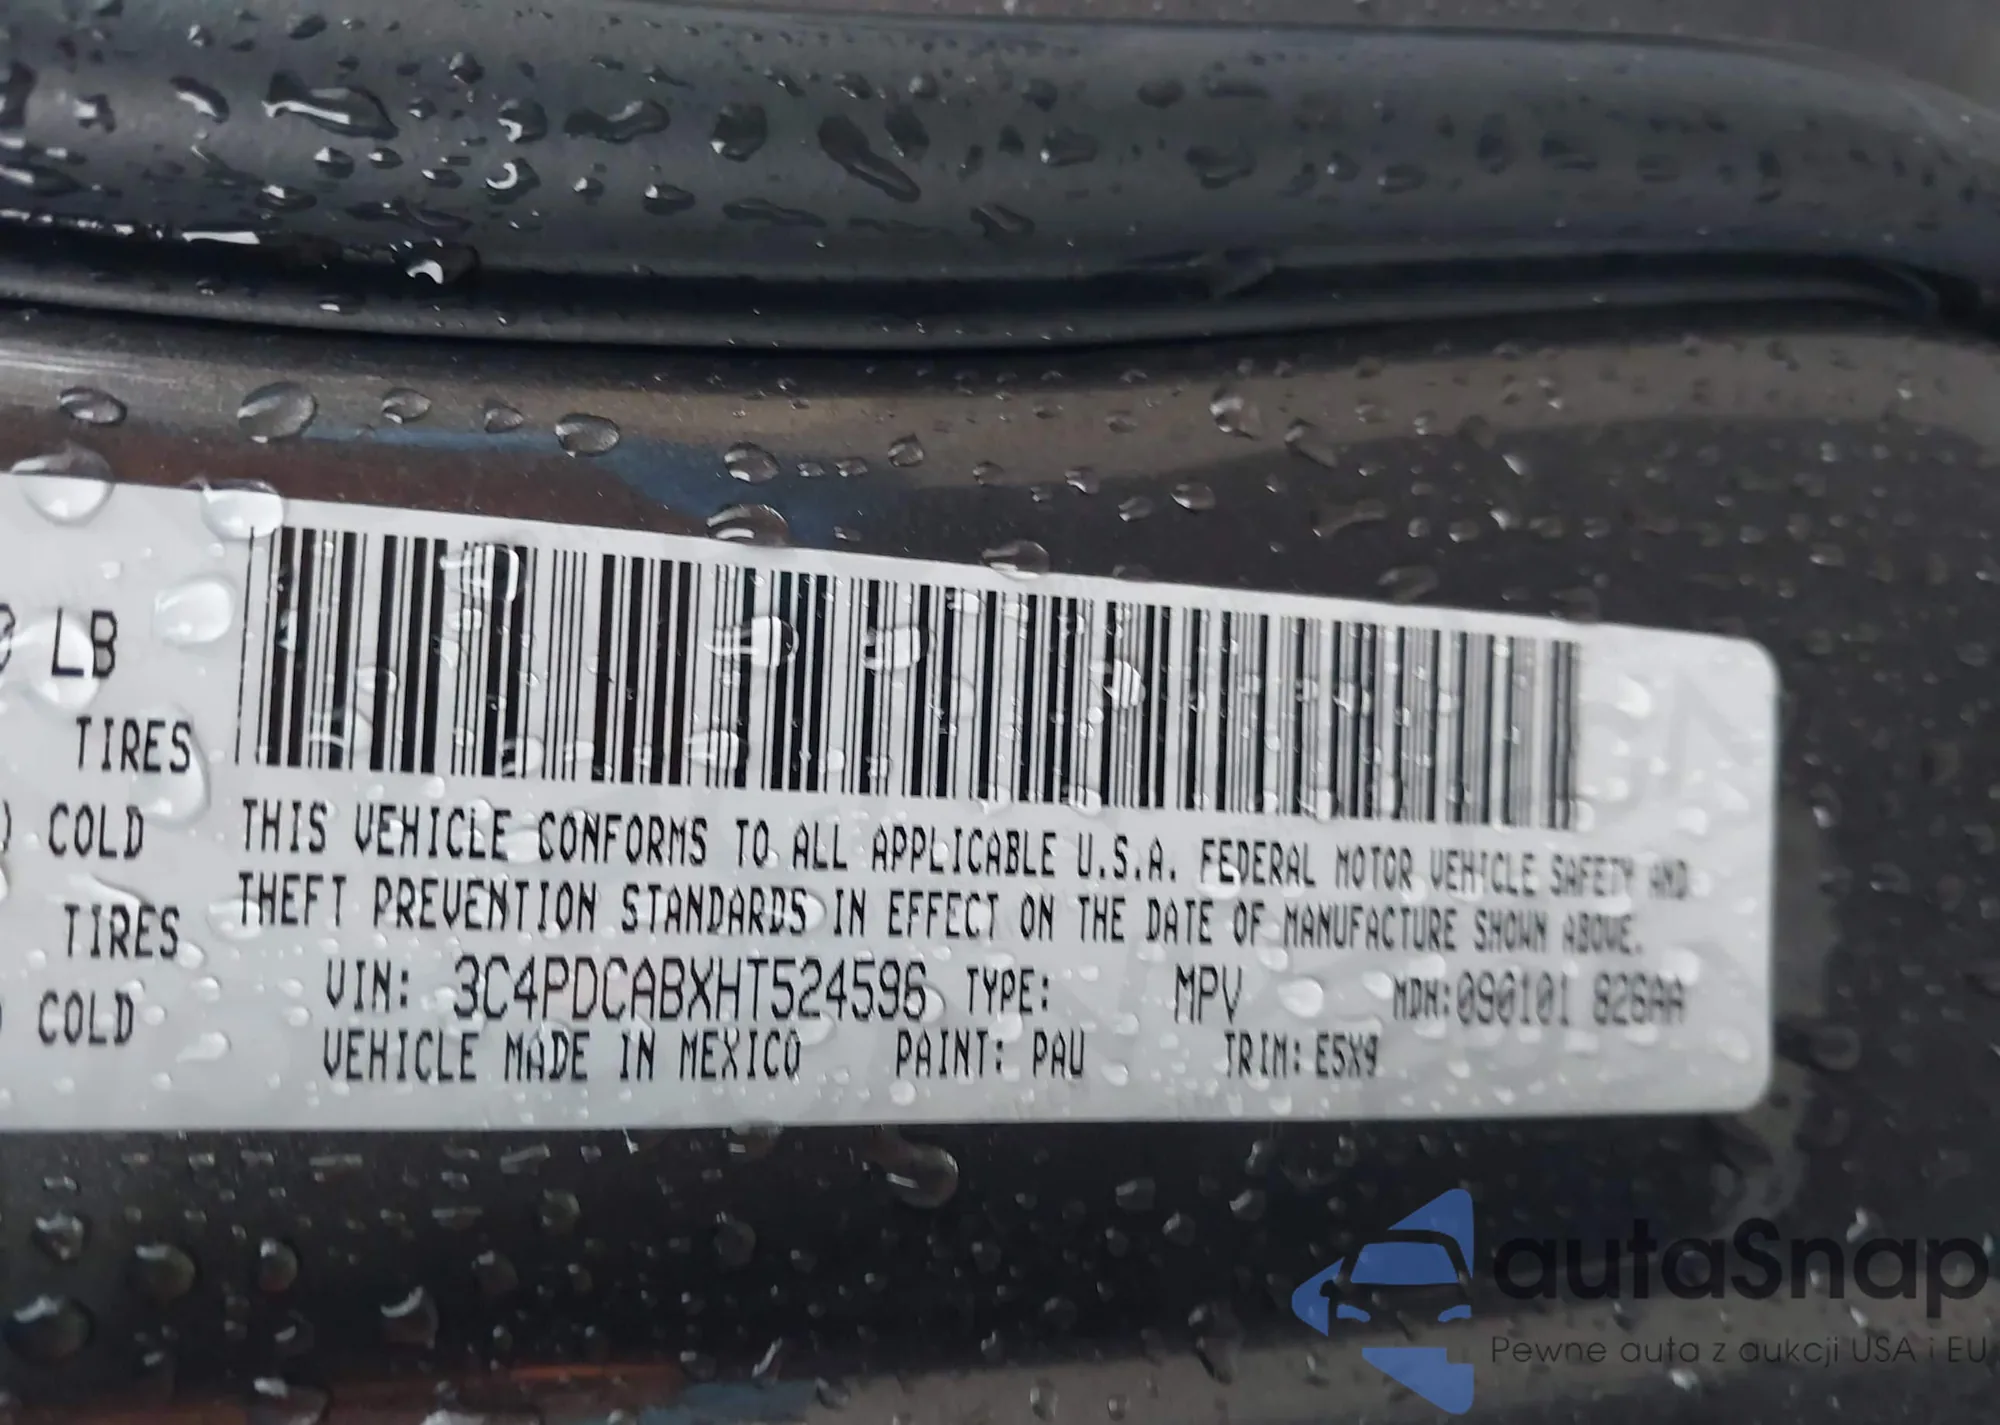 LB
TIRES
COLD
TIRES
COLD
THIS VEHICLE CONFORMS TO ALL APPLICABLE U.S.A. FEDERAL MOTOR VEHICLE SAFETY AND
THEFT PREVENTION STANDARDS IN EFFECT ON THE DATE OF MANUFACTURE SHOWN ABOVE.
VIN: 3C4PDCABXHT524596 TYPE: MPV MDH:090101 826AA
VEHICLE MADE IN MEXICO PAINT: PAU TRIM: E5X9
autaSnap
Pewne auta z aukcji USA i EU